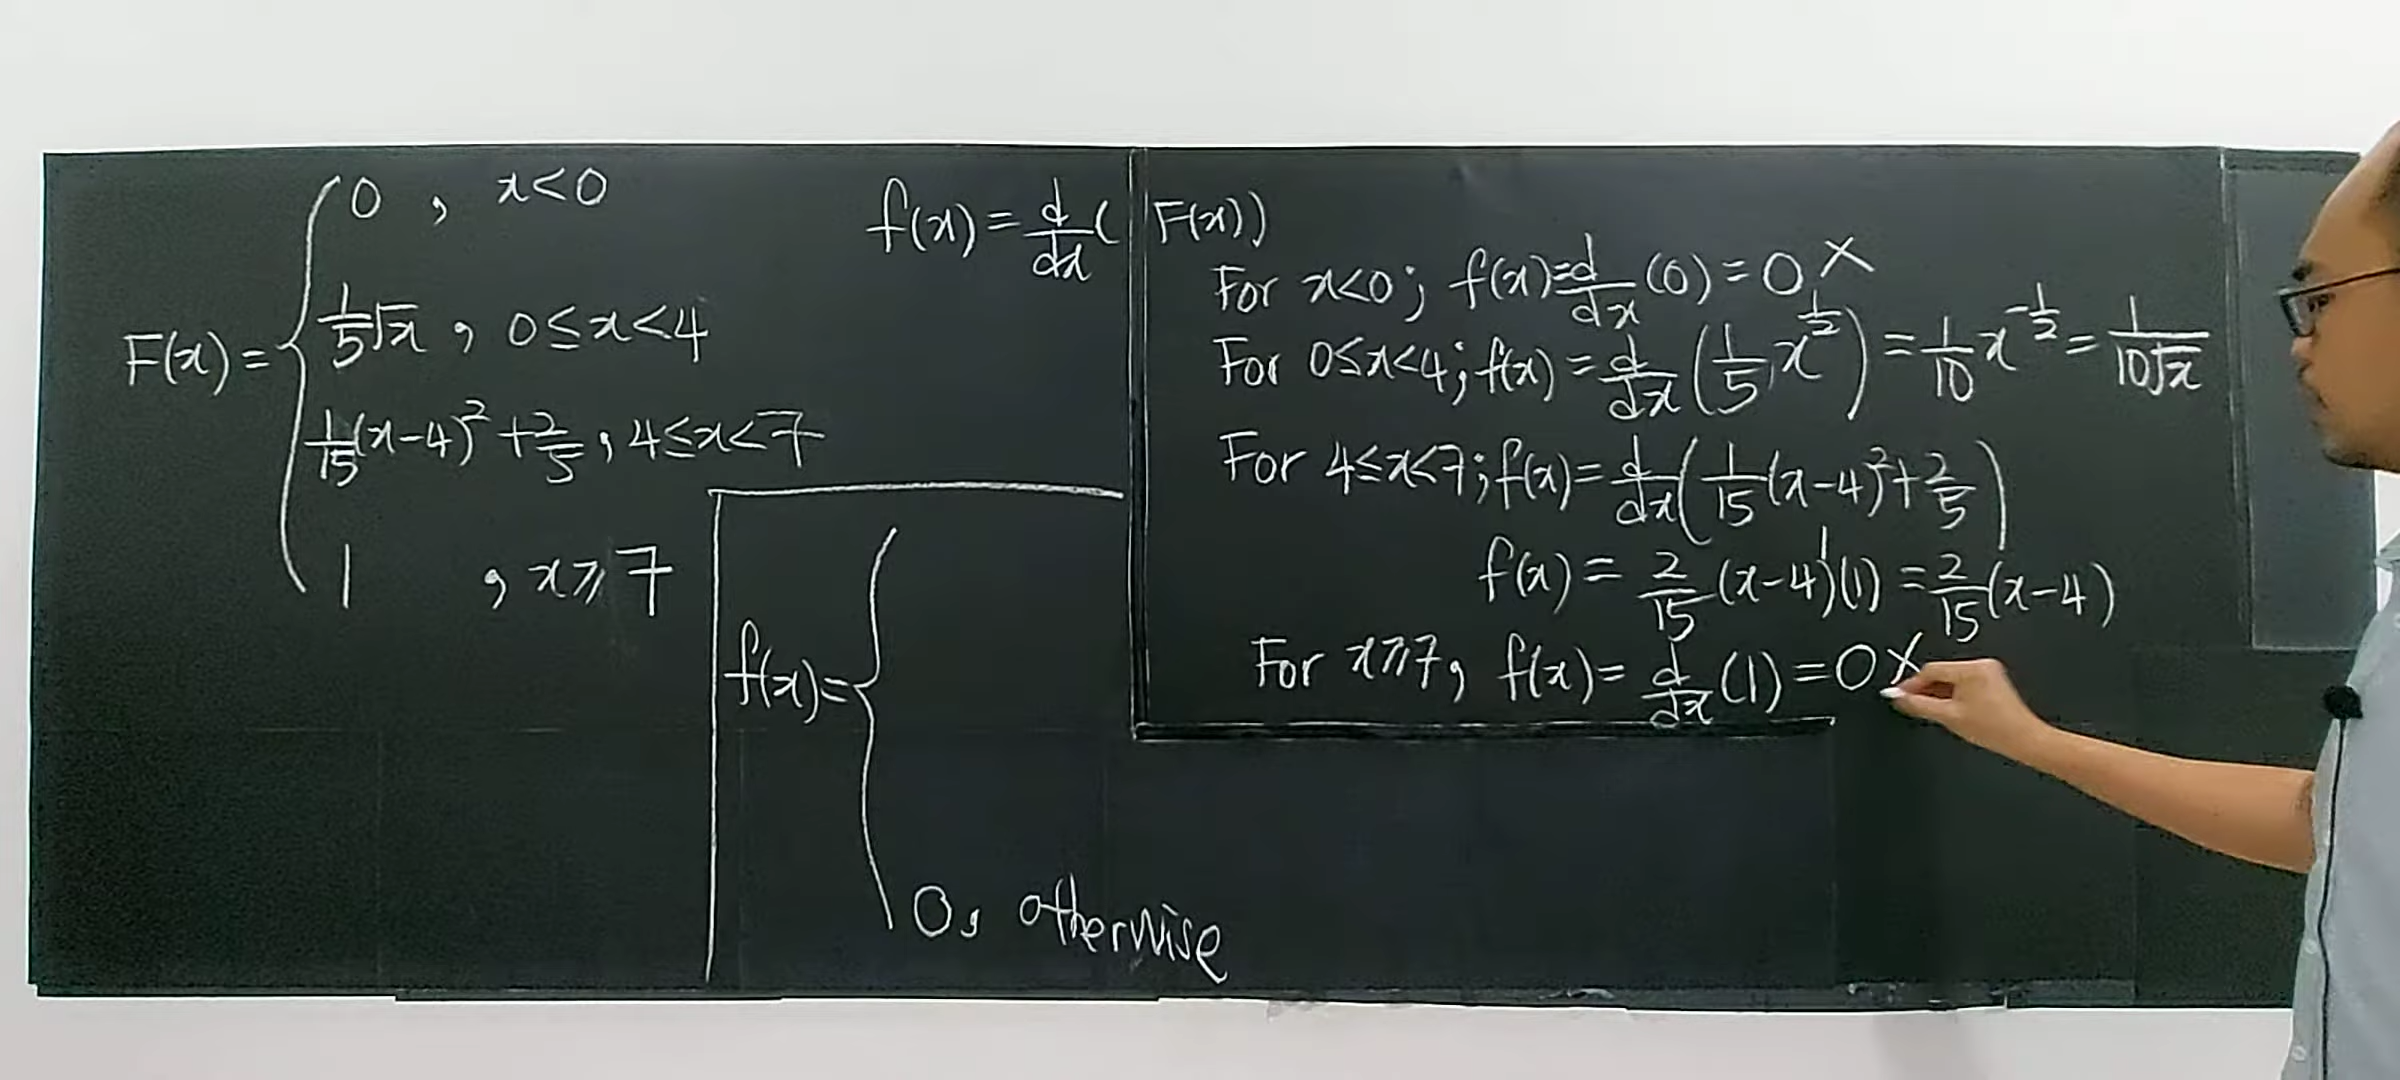 F(x) = { 0 , x<0
1/5 √x , 0≤x<4
1/15 (x-4)² + 2/5 , 4≤x<7
1 , x≥7
f(x) = d/dx ( F(x))
For x<0; f(x)= d/dx (0) = 0 ×
For 0≤x<4; f(x) = d/dx (1/5 x^(1/2)) = 1/10 x^(-1/2) = 1/(10√x)
For 4≤x<7; f(x) = d/dx (1/15 (x-4)² + 2/5)
f(x) = 2/15 (x-4)¹(1) = 2/15 (x-4)
For x≥7, f(x) = d/dx (1) = 0 ×
f(x) = {
0, otherwise